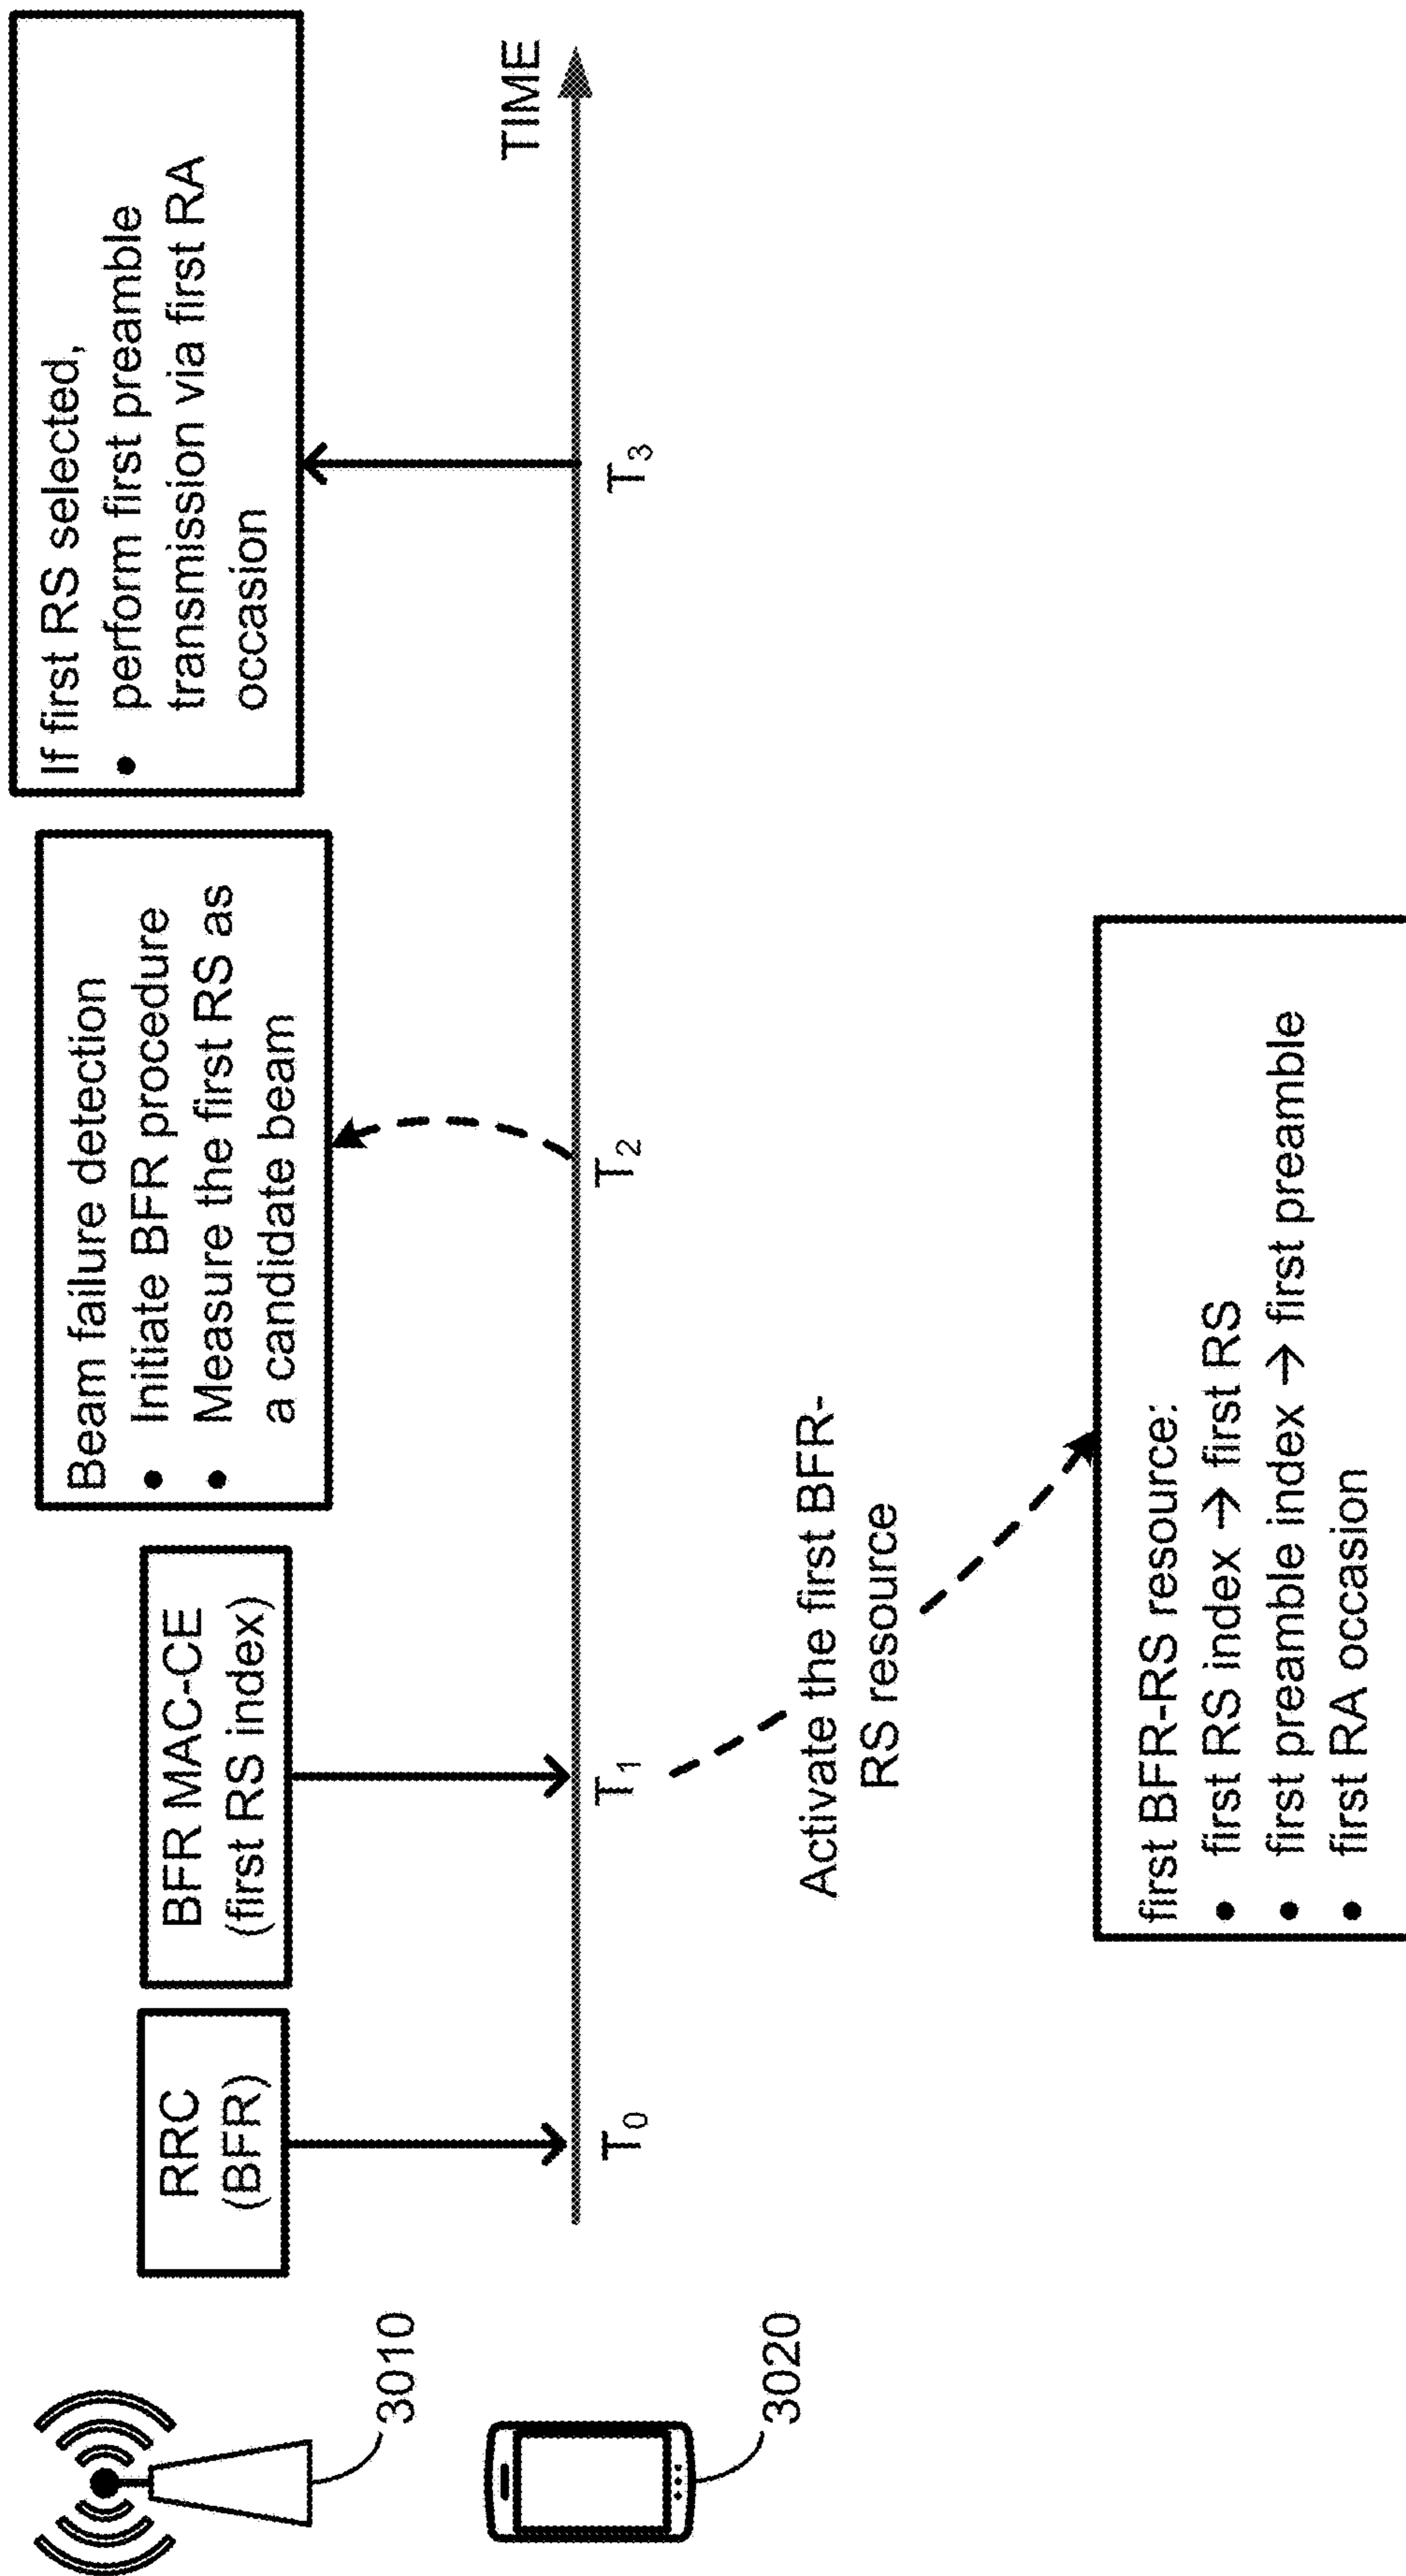 3010
3020
RRC
(BFR)
BFR MAC-CE
(first RS index)
Beam failure detection
• Initiate BFR procedure
• Measure the first RS as
a candidate beam
If first RS selected,
• perform first preamble
transmission via first RA
occasion
TIME
T0
T1
T2
T3
Activate the first BFR-
RS resource
first BFR-RS resource:
• first RS index → first RS
• first preamble index → first preamble
• first RA occasion